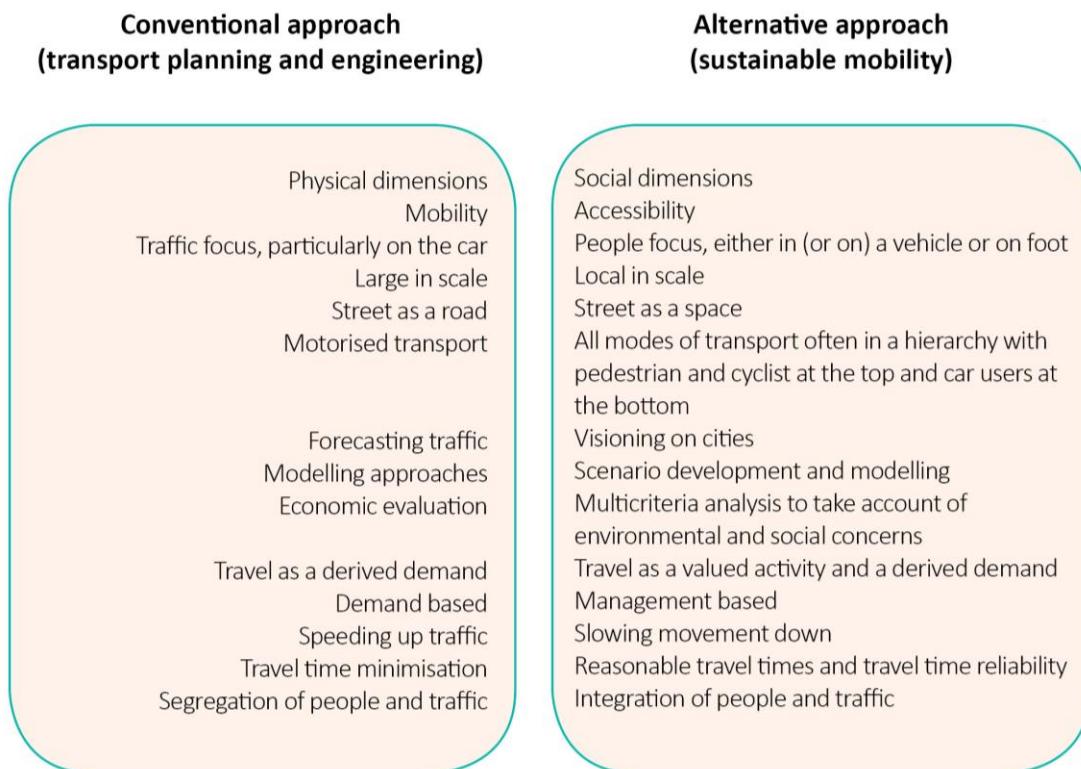 Conventional approach
(transport planning and engineering)
Physical dimensions
Mobility
Traffic focus, particularly on the car
Large in scale
Street as a road
Motorised transport
Forecasting traffic
Modelling approaches
Economic evaluation
Travel as a derived demand
Demand based
Speeding up traffic
Travel time minimisation
Segregation of people and traffic
Alternative approach
(sustainable mobility)
Social dimensions
Accessibility
People focus, either in (or on) a vehicle or on foot
Local in scale
Street as a space
All modes of transport often in a hierarchy with
pedestrian and cyclist at the top and car users at
the bottom
Visioning on cities
Scenario development and modelling
Multicriteria analysis to take account of
environmental and social concerns
Travel as a valued activity and a derived demand
Management based
Slowing movement down
Reasonable travel times and travel time reliability
Integration of people and traffic